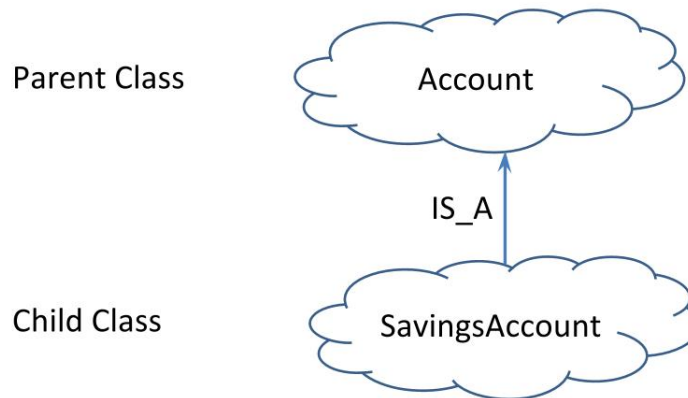 Parent Class
Account
IS_A
Child Class
SavingsAccount